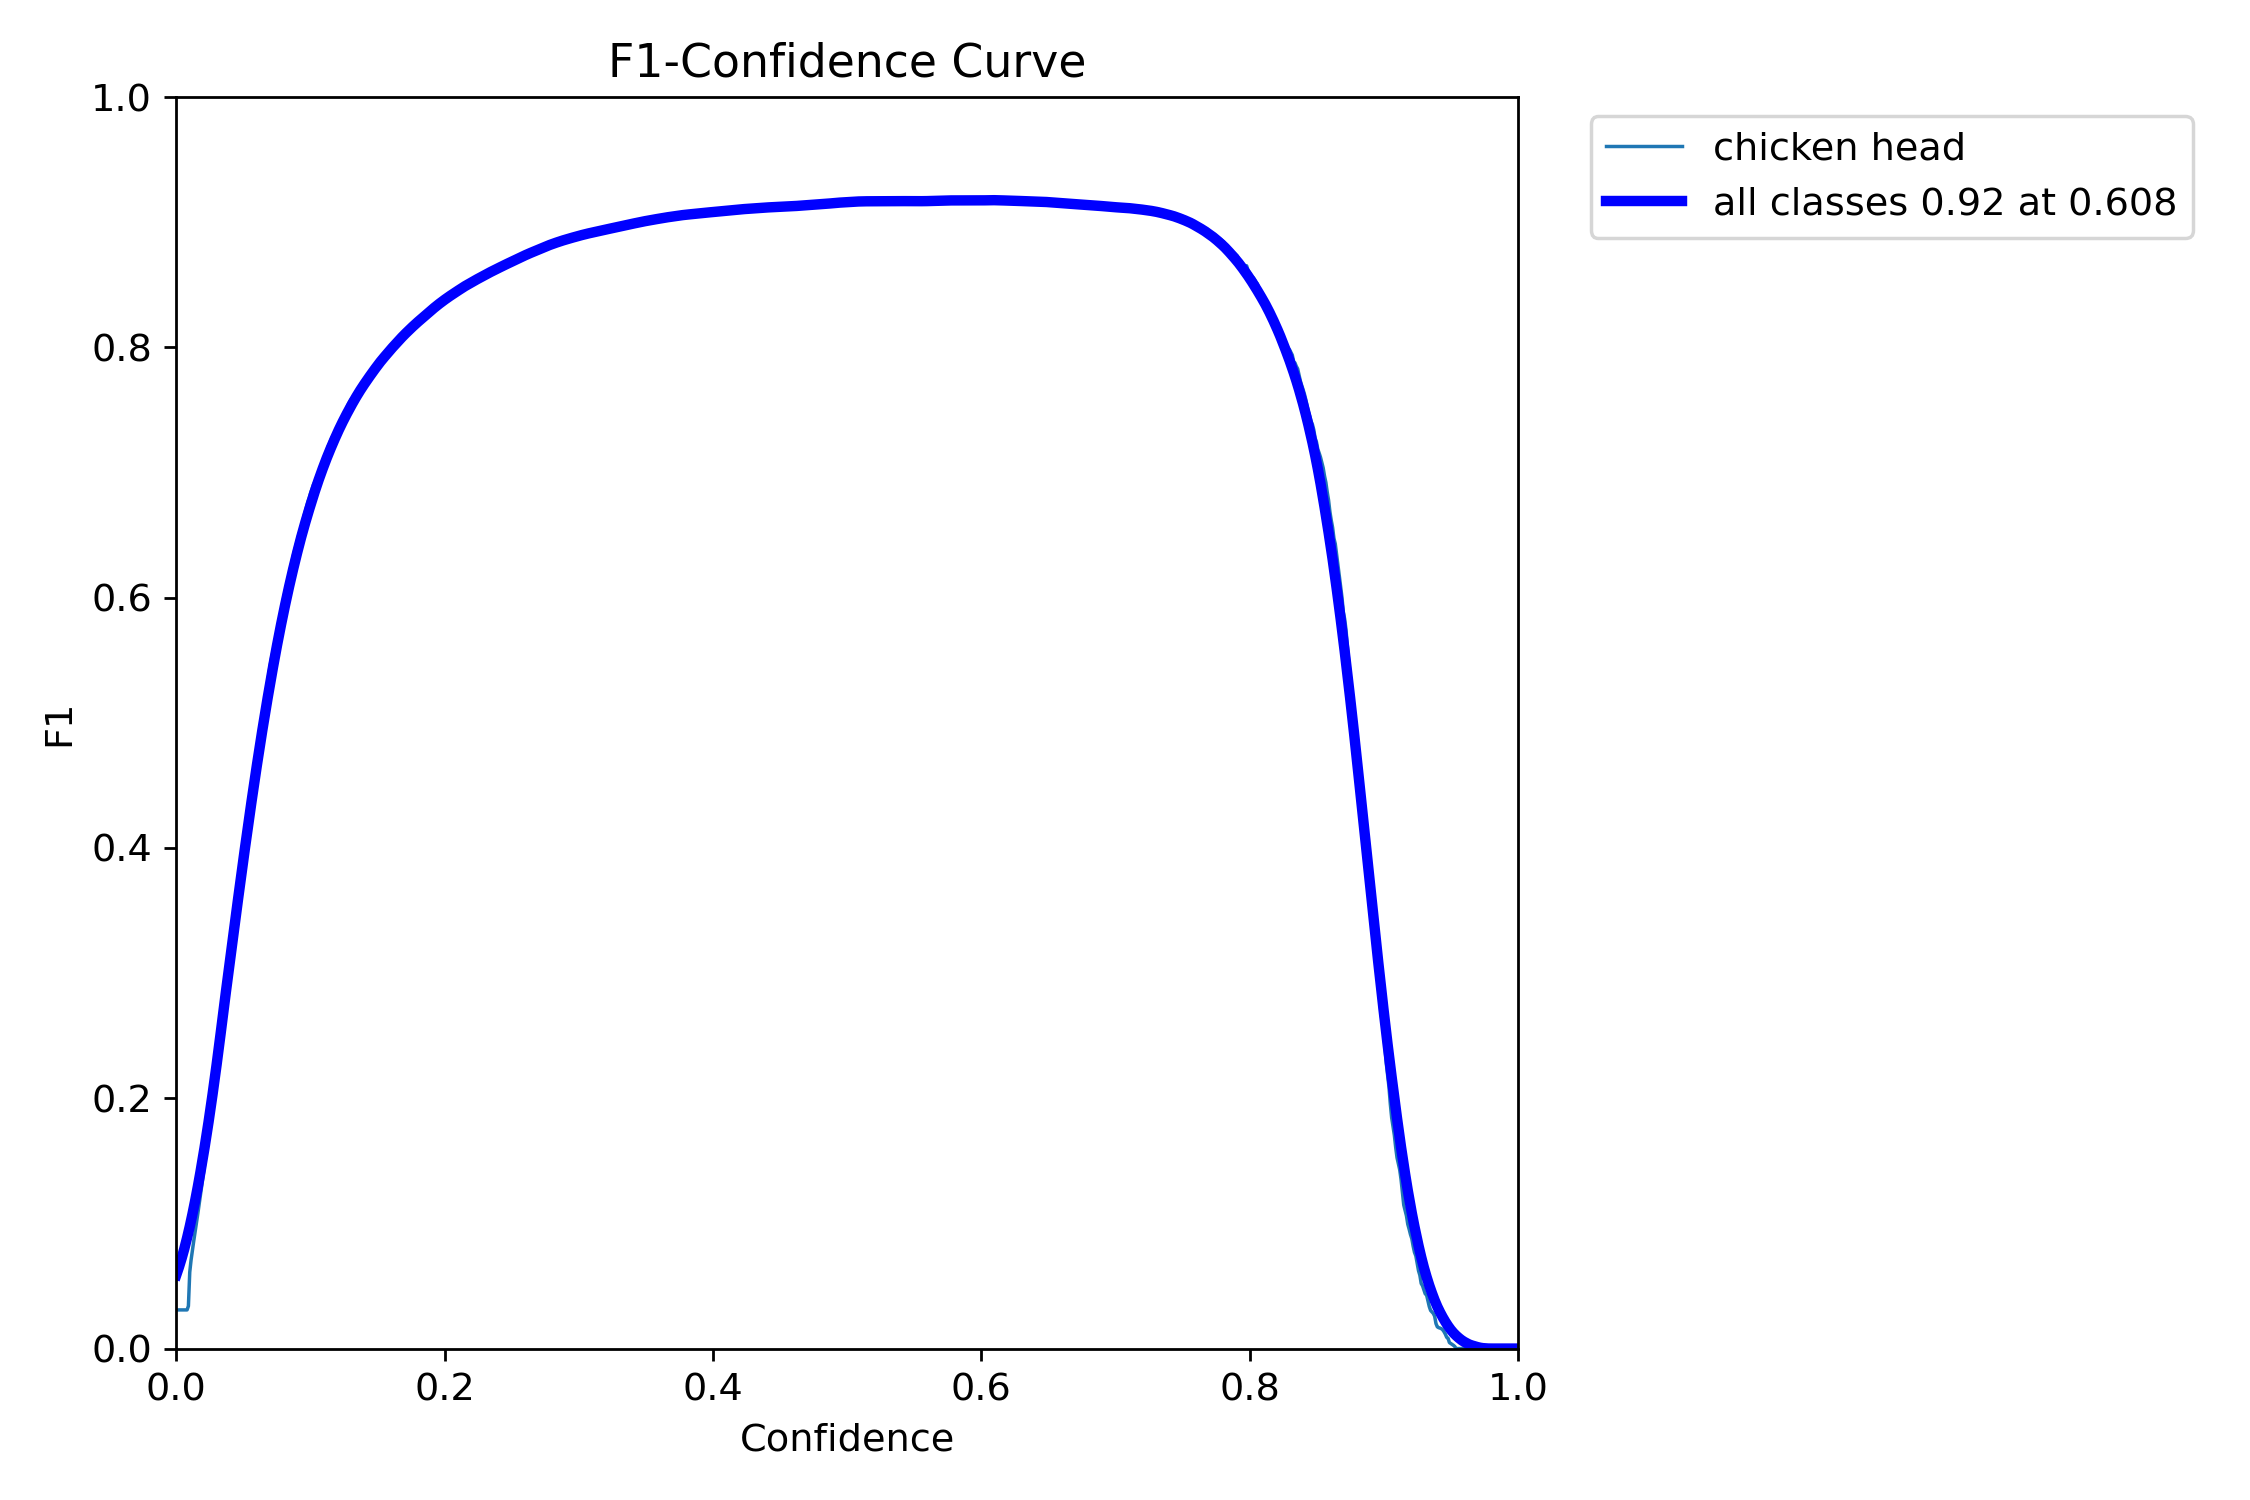 F1-Confidence Curve
chicken head
all classes 0.92 at 0.608
1.0
0.8
0.6
0.4
0.2
0.0
F1
0.0 0.2 0.4 0.6 0.8 1.0
Confidence